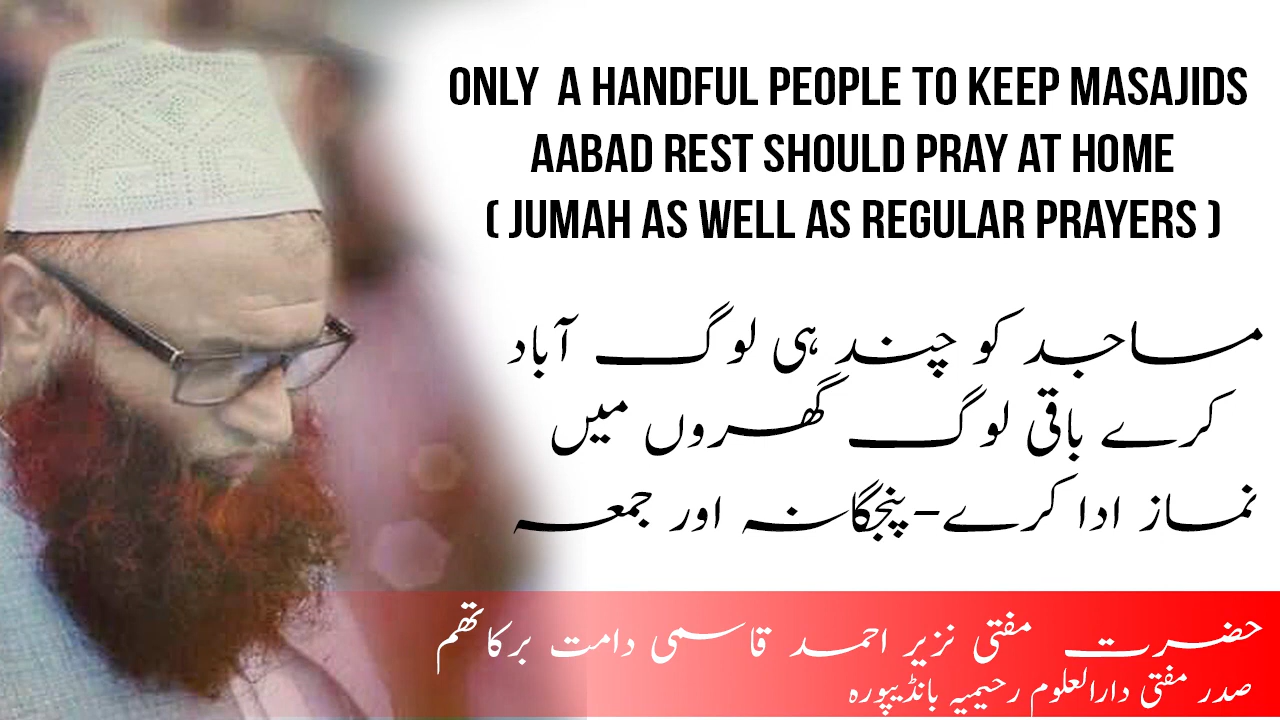 ONLY A HANDFUL PEOPLE TO KEEP MASAJIDS
AABAD REST SHOULD PRAY AT HOME
( JUMAH AS WELL AS REGULAR PRAYERS )
مساجد کو چند ہی لوگ آباد
کرے باقی لوگ گھروں میں
نماز ادا کرے-پنجگانہ اور جمعہ
حضرت مفتی نزیر احمد قاسمی دامت برکاتھم
صدر مفتی دارالعلوم رحیمیہ بانڈیپورہ